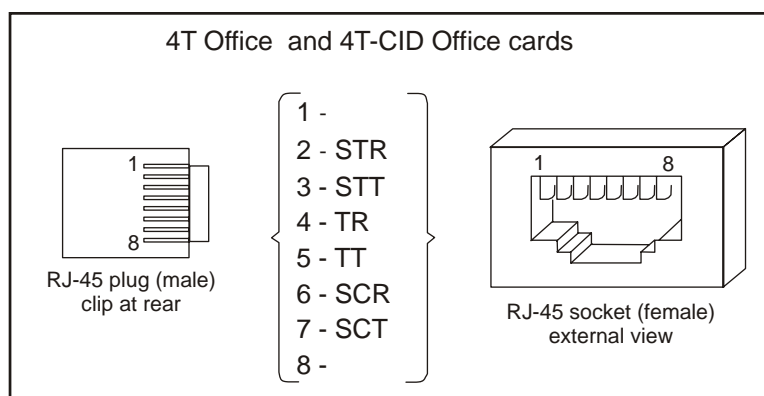 4T Office and 4T-CID Office cards
1
8
RJ-45 plug (male)
clip at rear
1 -
2 - STR
3 - STT
4 - TR
5 - TT
6 - SCR
7 - SCT
8 -
1 8
RJ-45 socket (female)
external view